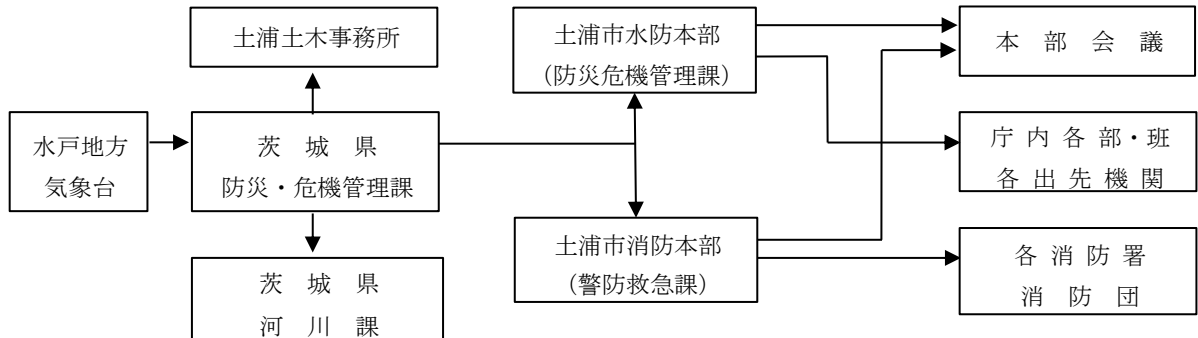 土浦土木事務所
土浦市水防本部
(防災危機管理課)
本部会議
水戸地方
気象台
茨城県
防災・危機管理課
庁内各部・班
各出先機関
土浦市消防本部
(警防救急課)
各消防署
消防団
茨城県
河川課